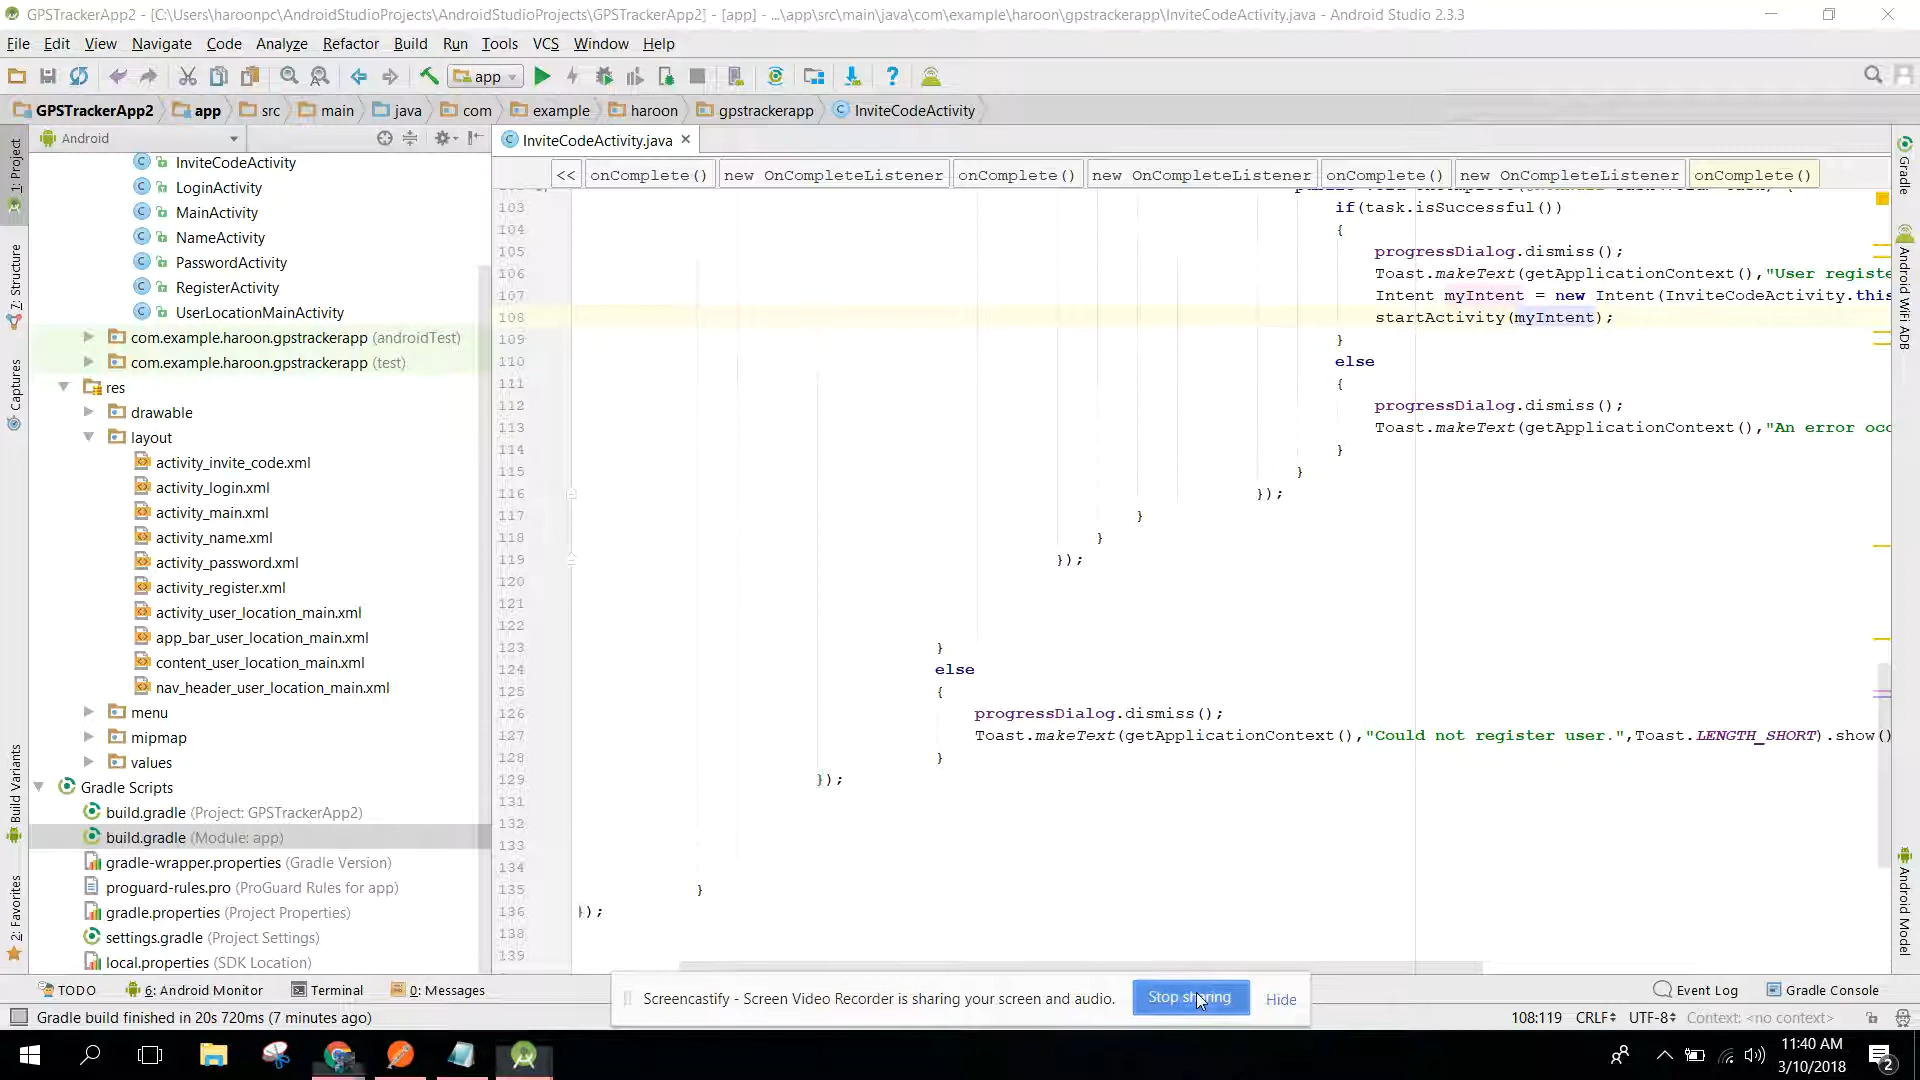 GPSTrackerApp2 - [C:\Users\haroonpc\AndroidStudioProjects\AndroidStudioProjects\GPSTrackerApp2] - [app] - ...\app\src\main\java\com\example\haroon\gpstrackerapp\InviteCodeActivity.java - Android Studio 2.3.3
File Edit View Navigate Code Analyze Refactor Build Run Tools VCS Window Help
app
GPSTrackerApp2 app src main java com example haroon gpstrackerapp InviteCodeActivity
Android
InviteCodeActivity.java
<< onComplete() new OnCompleteListener onComplete() new OnCompleteListener onComplete() new OnCompleteListener onComplete()
1: Project
7: Structure
Captures
Build Variants
2: Favorites
InviteCodeActivity
LoginActivity
MainActivity
NameActivity
PasswordActivity
RegisterActivity
UserLocationMainActivity
com.example.haroon.gpstrackerapp (androidTest)
com.example.haroon.gpstrackerapp (test)
res
drawable
layout
activity_invite_code.xml
activity_login.xml
activity_main.xml
activity_name.xml
activity_password.xml
activity_register.xml
activity_user_location_main.xml
app_bar_user_location_main.xml
content_user_location_main.xml
nav_header_user_location_main.xml
menu
mipmap
values
Gradle Scripts
build.gradle (Project: GPSTrackerApp2)
build.gradle (Module: app)
gradle-wrapper.properties (Gradle Version)
proguard-rules.pro (ProGuard Rules for app)
gradle.properties (Project Properties)
settings.gradle (Project Settings)
local.properties (SDK Location)
103 if(task.isSuccessful())
104 {
105 progressDialog.dismiss();
106 Toast.makeText(getApplicationContext(),"User registe
107 Intent myIntent = new Intent(InviteCodeActivity.this
108 startActivity(myIntent);
109 }
110 else
111 {
112 progressDialog.dismiss();
113 Toast.makeText(getApplicationContext(),"An error occ
114 }
115 }
116 });
117 }
118 }
119 });
120
121
122
123 }
124 else
125 {
126 progressDialog.dismiss();
127 Toast.makeText(getApplicationContext(),"Could not register user.",Toast.LENGTH_SHORT).show()
128 }
129 });
131
132
133
134
135 }
136 });
138
139
Gradle
Android WiFi ADB
Android Model
Screencastify - Screen Video Recorder is sharing your screen and audio. Stop sharing Hide
TODO 6: Android Monitor Terminal 0: Messages Event Log Gradle Console
Gradle build finished in 20s 720ms (7 minutes ago) 108:119 CRLF UTF-8 Context: <no context>
11:40 AM
3/10/2018
2